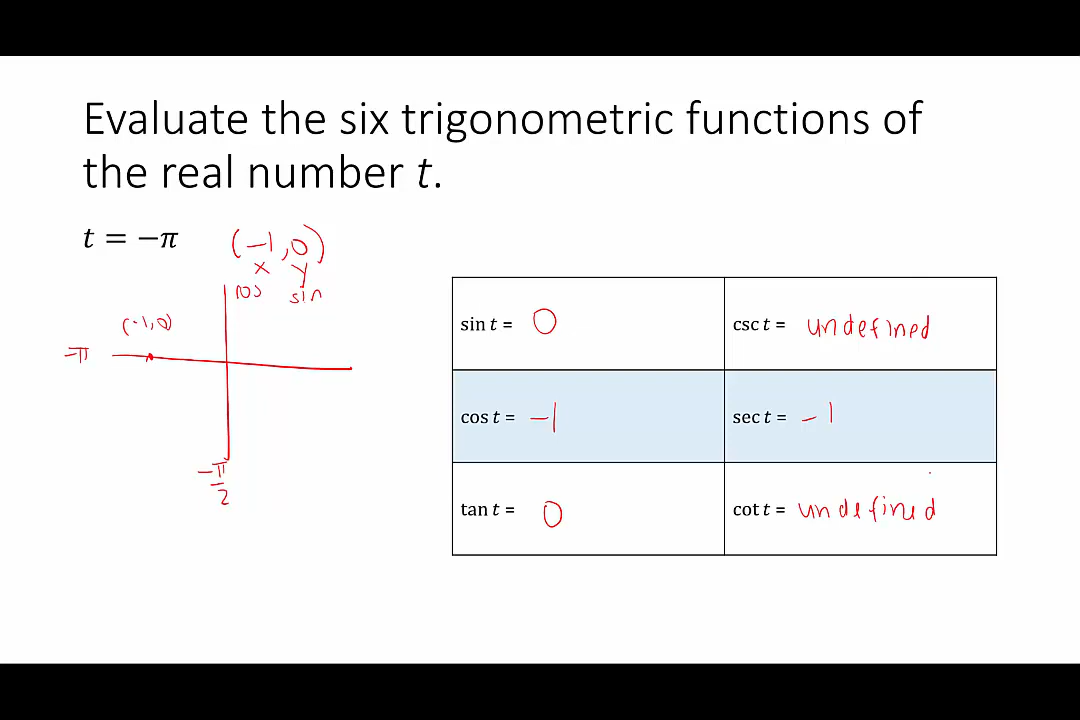 Evaluate the six trigonometric functions of
the real number t.
t = −π
(−1, 0)
x y
cos sin
(-1, 0)
-π
-π/2
sin t = 0
csc t = undefined
cos t = -1
sec t = -1
tan t = 0
cot t = undefined